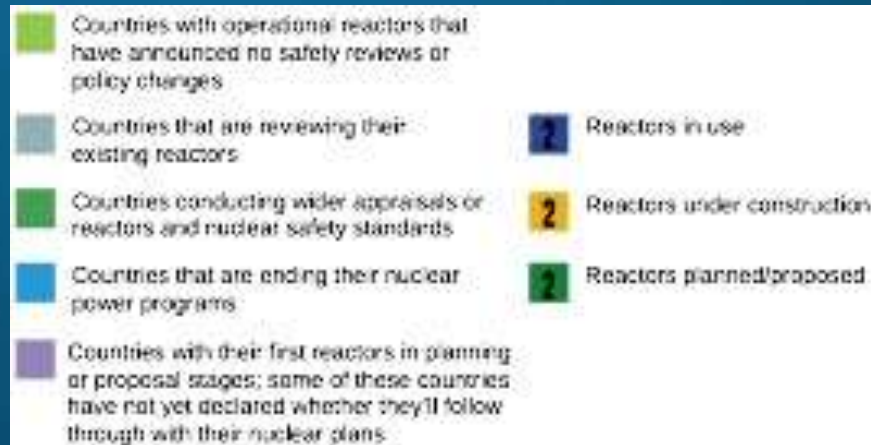 Countries with operational reactors that
have announced no safety reviews or
policy changes
Countries that are reviewing their
existing reactors
Countries conducting wider appraisals or
reactors and nuclear safety standards
Countries that are ending their nuclear
power programs
Countries with their first reactors in planning
or proposal stages; some of these countries
have not yet declared whether they'll follow
through with their nuclear plans
2 Reactors in use
2 Reactors under construction
2 Reactors planned/proposed